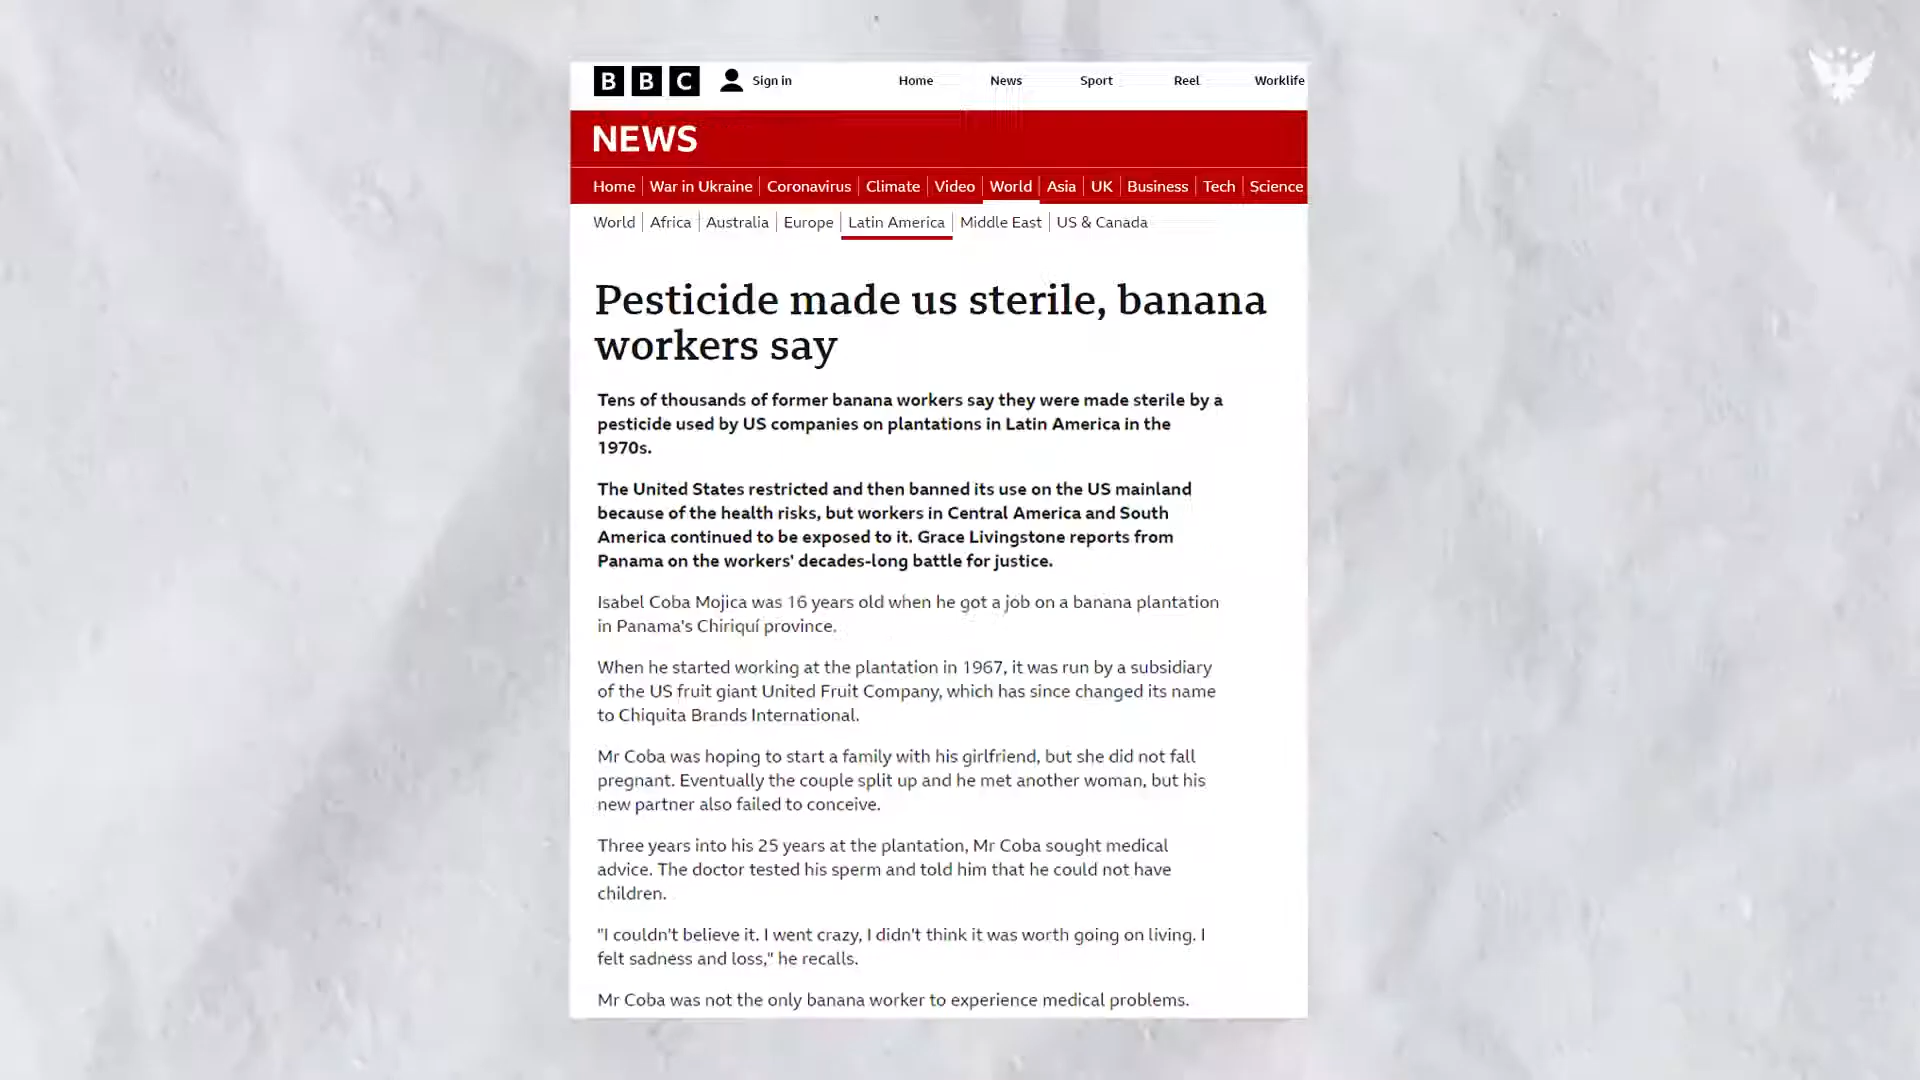 BBC Sign in Home News Sport Reel Worklife
NEWS
Home War in Ukraine Coronavirus Climate Video World Asia UK Business Tech Science
World Africa Australia Europe Latin America Middle East US & Canada
Pesticide made us sterile, banana
workers say
Tens of thousands of former banana workers say they were made sterile by a
pesticide used by US companies on plantations in Latin America in the
1970s.
The United States restricted and then banned its use on the US mainland
because of the health risks, but workers in Central America and South
America continued to be exposed to it. Grace Livingstone reports from
Panama on the workers' decades-long battle for justice.
Isabel Coba Mojica was 16 years old when he got a job on a banana plantation
in Panama's Chiriquí province.
When he started working at the plantation in 1967, it was run by a subsidiary
of the US fruit giant United Fruit Company, which has since changed its name
to Chiquita Brands International.
Mr Coba was hoping to start a family with his girlfriend, but she did not fall
pregnant. Eventually the couple split up and he met another woman, but his
new partner also failed to conceive.
Three years into his 25 years at the plantation, Mr Coba sought medical
advice. The doctor tested his sperm and told him that he could not have
children.
"I couldn't believe it. I went crazy, I didn't think it was worth going on living. I
felt sadness and loss," he recalls.
Mr Coba was not the only banana worker to experience medical problems.